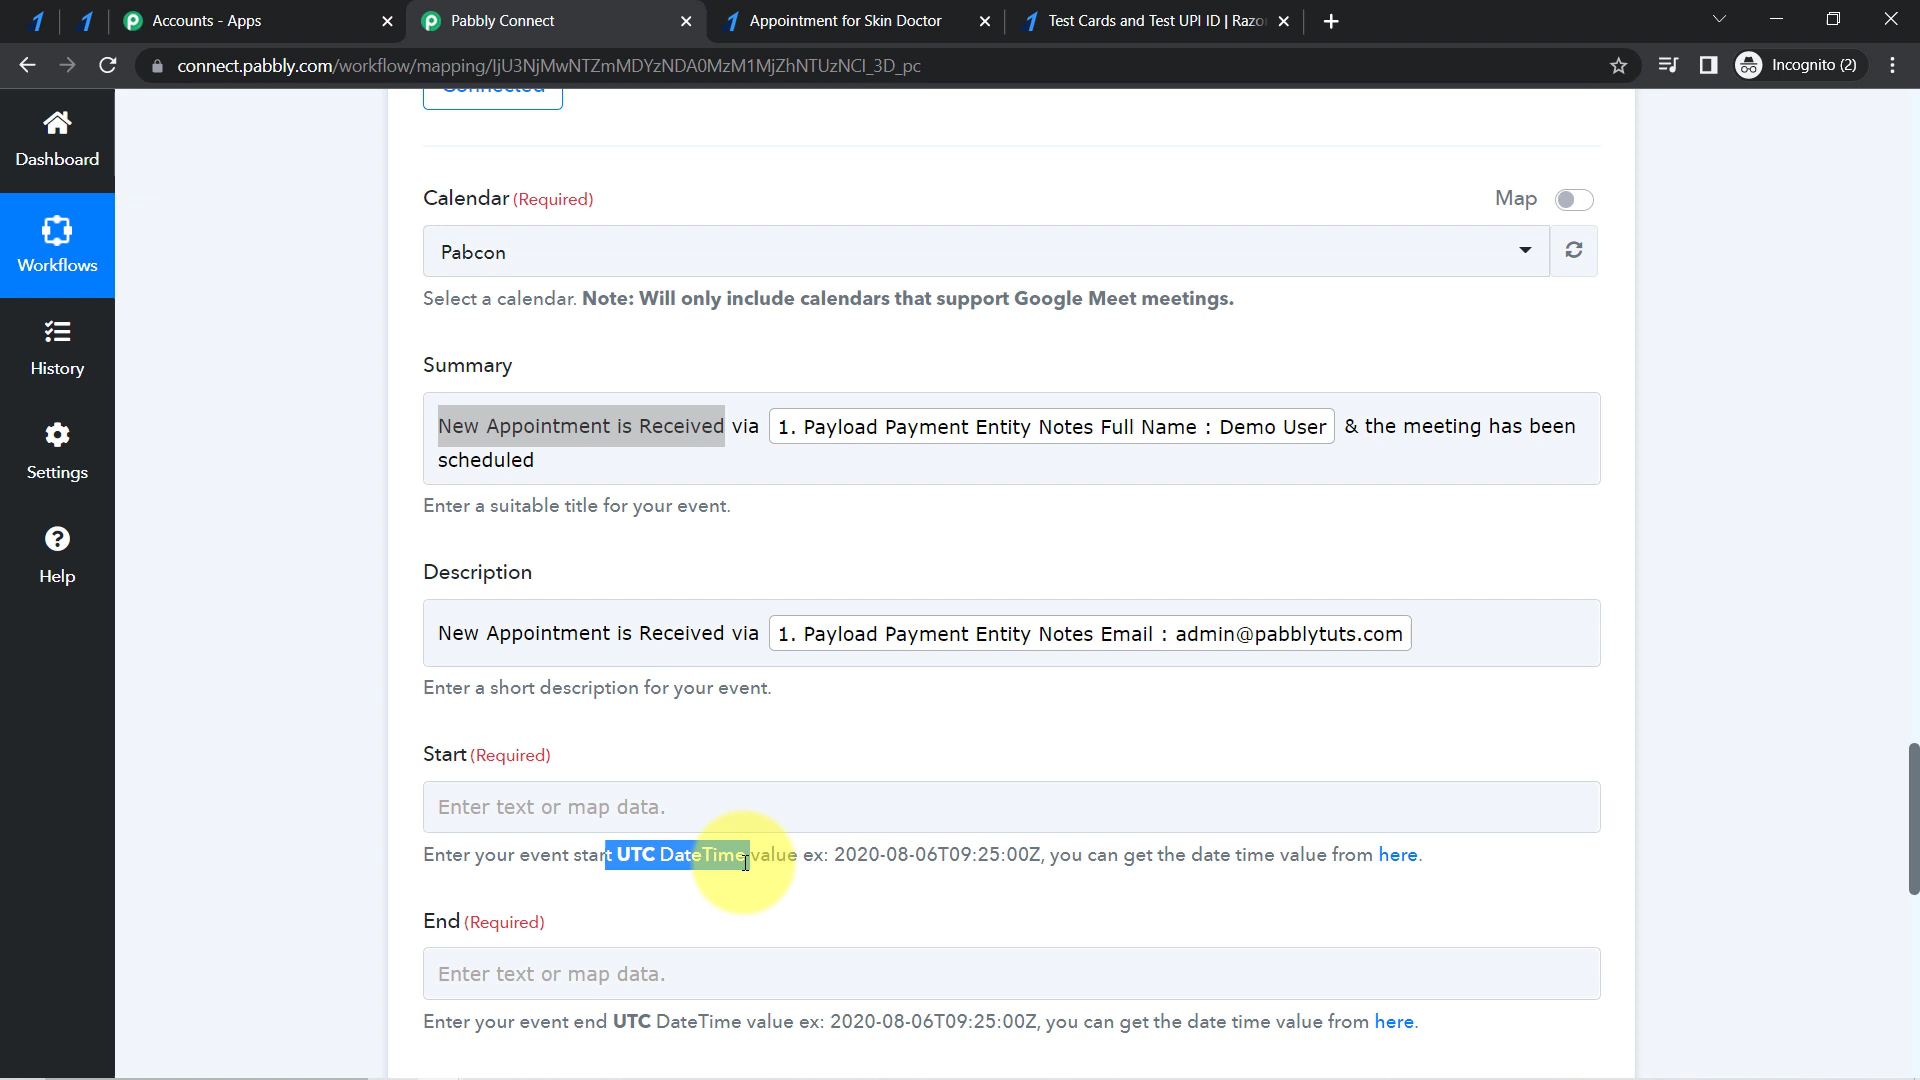 Accounts - Apps
Pabbly Connect
Appointment for Skin Doctor
Test Cards and Test UPI ID | Razo
connect.pabbly.com/workflow/mapping/IjU3NjMwNTZmMDYzNDA0MzM1MjZhNTUzNCI_3D_pc
Incognito (2)
Dashboard
Workflows
History
Settings
Help
Connected
Calendar (Required)
Map
Pabcon
Select a calendar. Note: Will only include calendars that support Google Meet meetings.
Summary
New Appointment is Received via 1. Payload Payment Entity Notes Full Name : Demo User & the meeting has been
scheduled
Enter a suitable title for your event.
Description
New Appointment is Received via 1. Payload Payment Entity Notes Email : admin@pabblytuts.com
Enter a short description for your event.
Start (Required)
Enter text or map data.
Enter your event start UTC DateTime value ex: 2020-08-06T09:25:00Z, you can get the date time value from here.
End (Required)
Enter text or map data.
Enter your event end UTC DateTime value ex: 2020-08-06T09:25:00Z, you can get the date time value from here.